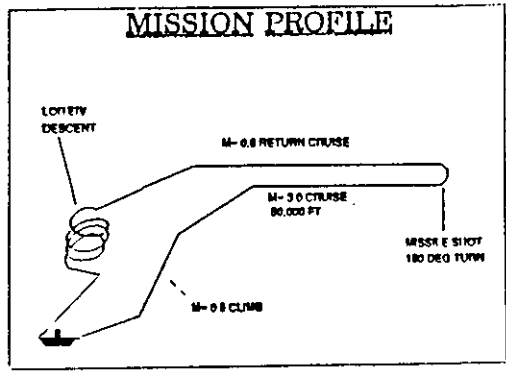 MISSION PROFILE
LOITER/
DESCENT
M- 0.8 RETURN CRUISE
M- 3.0 CRUISE
80,000 FT
MISSILE SHOT
180 DEG TURN
M- 0.8 CLIMB